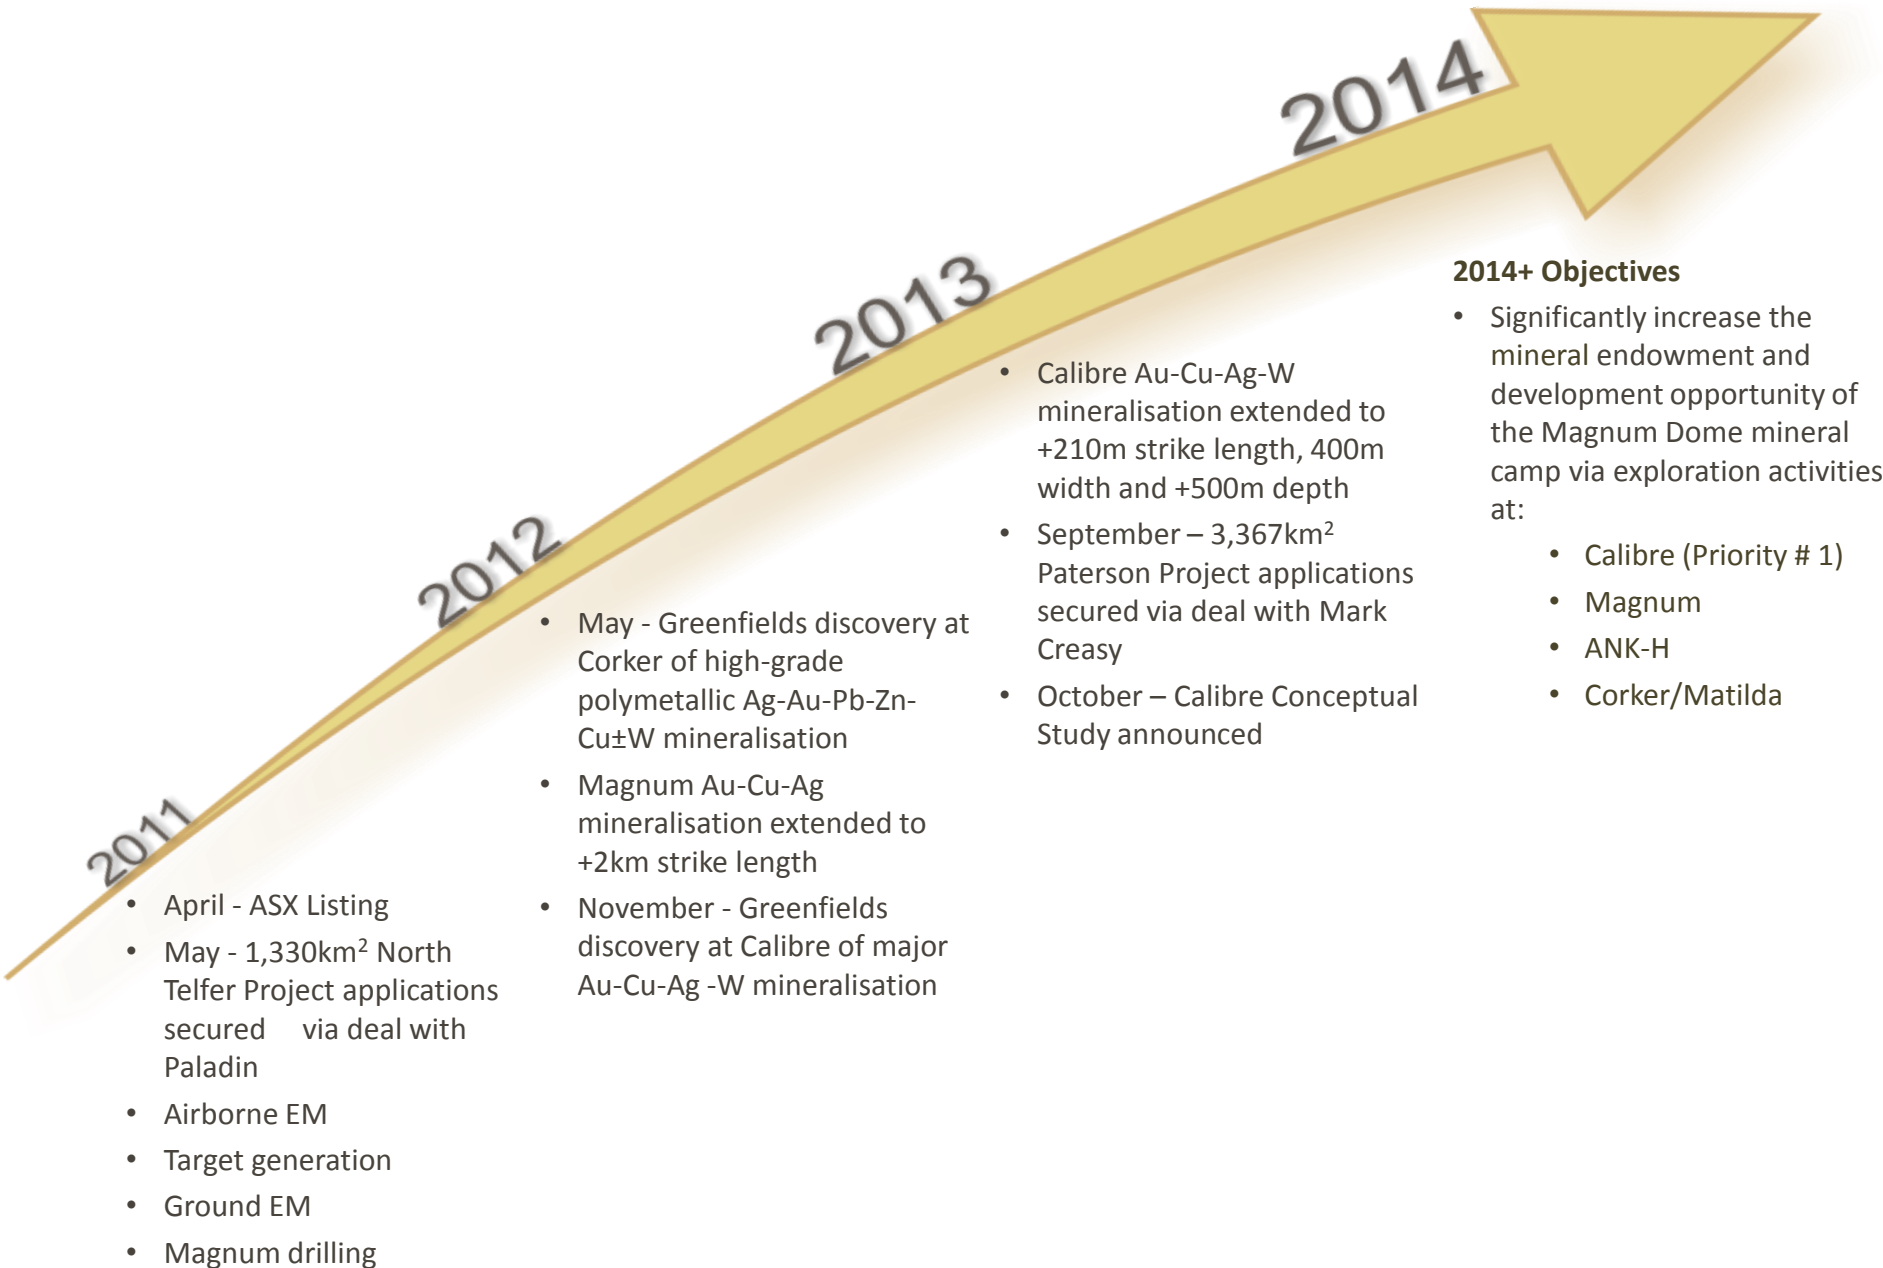 2011
• April - ASX Listing
• May - 1,330km² North
Telfer Project applications
secured via deal with
Paladin
• Airborne EM
• Target generation
• Ground EM
• Magnum drilling
2012
• May - Greenfields discovery at
Corker of high-grade
polymetallic Ag-Au-Pb-Zn-
Cu±W mineralisation
• Magnum Au-Cu-Ag
mineralisation extended to
+2km strike length
• November - Greenfields
discovery at Calibre of major
Au-Cu-Ag -W mineralisation
2013
• Calibre Au-Cu-Ag-W
mineralisation extended to
+210m strike length, 400m
width and +500m depth
• September – 3,367km²
Paterson Project applications
secured via deal with Mark
Creasy
• October – Calibre Conceptual
Study announced
2014
2014+ Objectives
• Significantly increase the
mineral endowment and
development opportunity of
the Magnum Dome mineral
camp via exploration activities
at:
• Calibre (Priority # 1)
• Magnum
• ANK-H
• Corker/Matilda